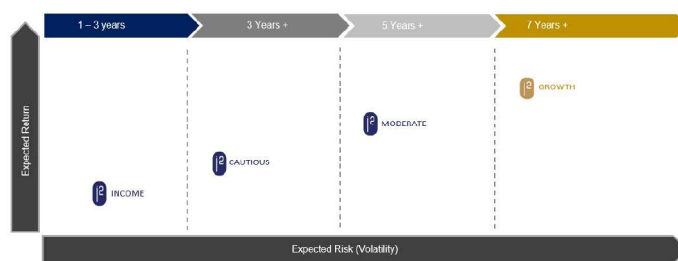 1 – 3 years
3 Years +
5 Years +
7 Years +
Expected Return
GROWTH
MODERATE
CAUTIOUS
INCOME
Expected Risk (Volatility)